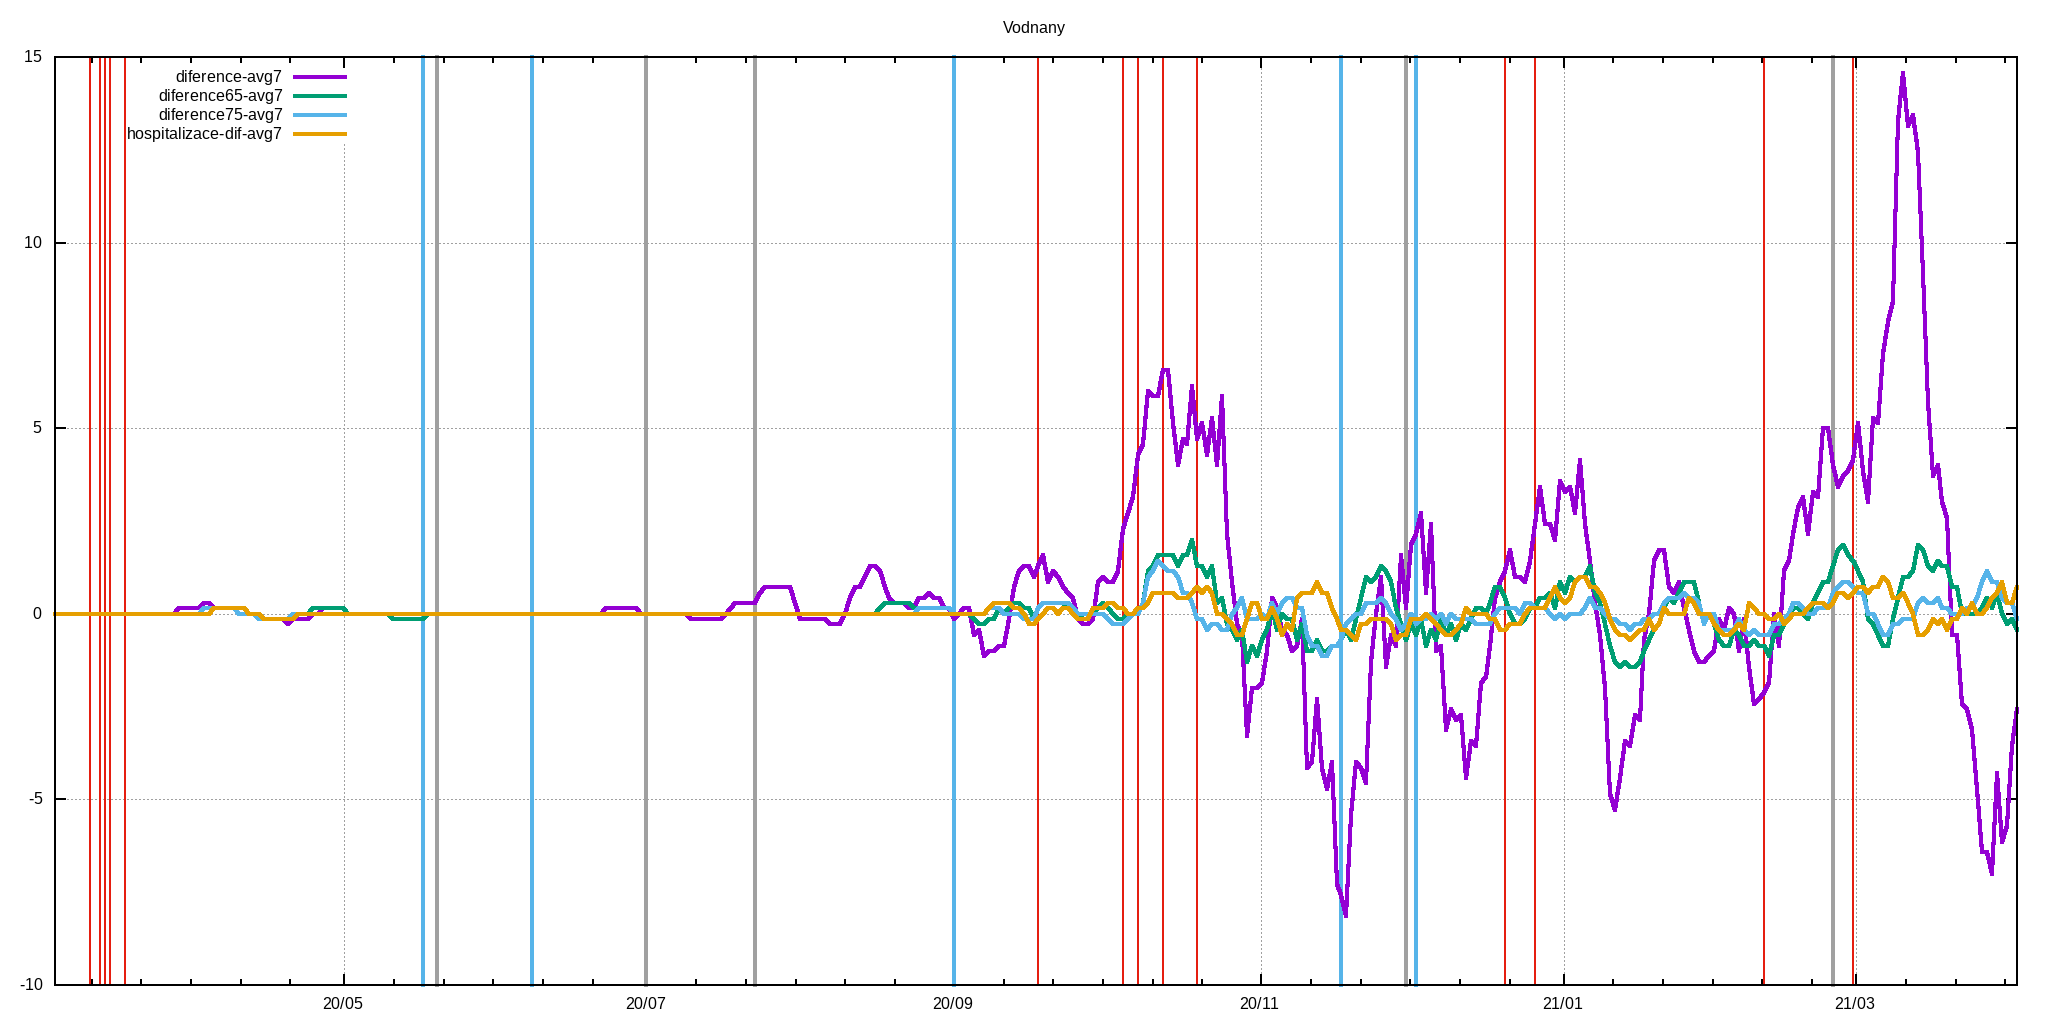 Vodnany
15
diference-avg7
diference65-avg7
diference75-avg7
hospitalizace-dif-avg7
10
5
0
-5
-10
20/05 20/07 20/09 20/11 21/01 21/03